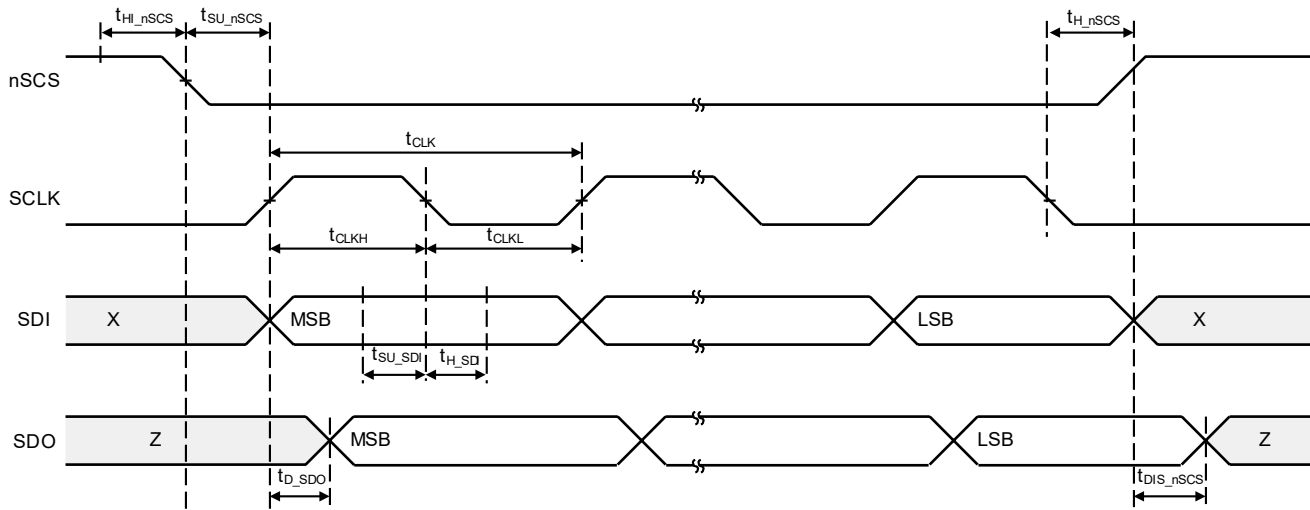 tHI_nSCS tSU_nSCS tH_nSCS
nSCS
tCLK
SCLK
tCLKH tCLKL
SDI X MSB LSB X
tSU_SDI tH_SDI
SDO Z MSB LSB Z
tD_SDO tDIS_nSCS